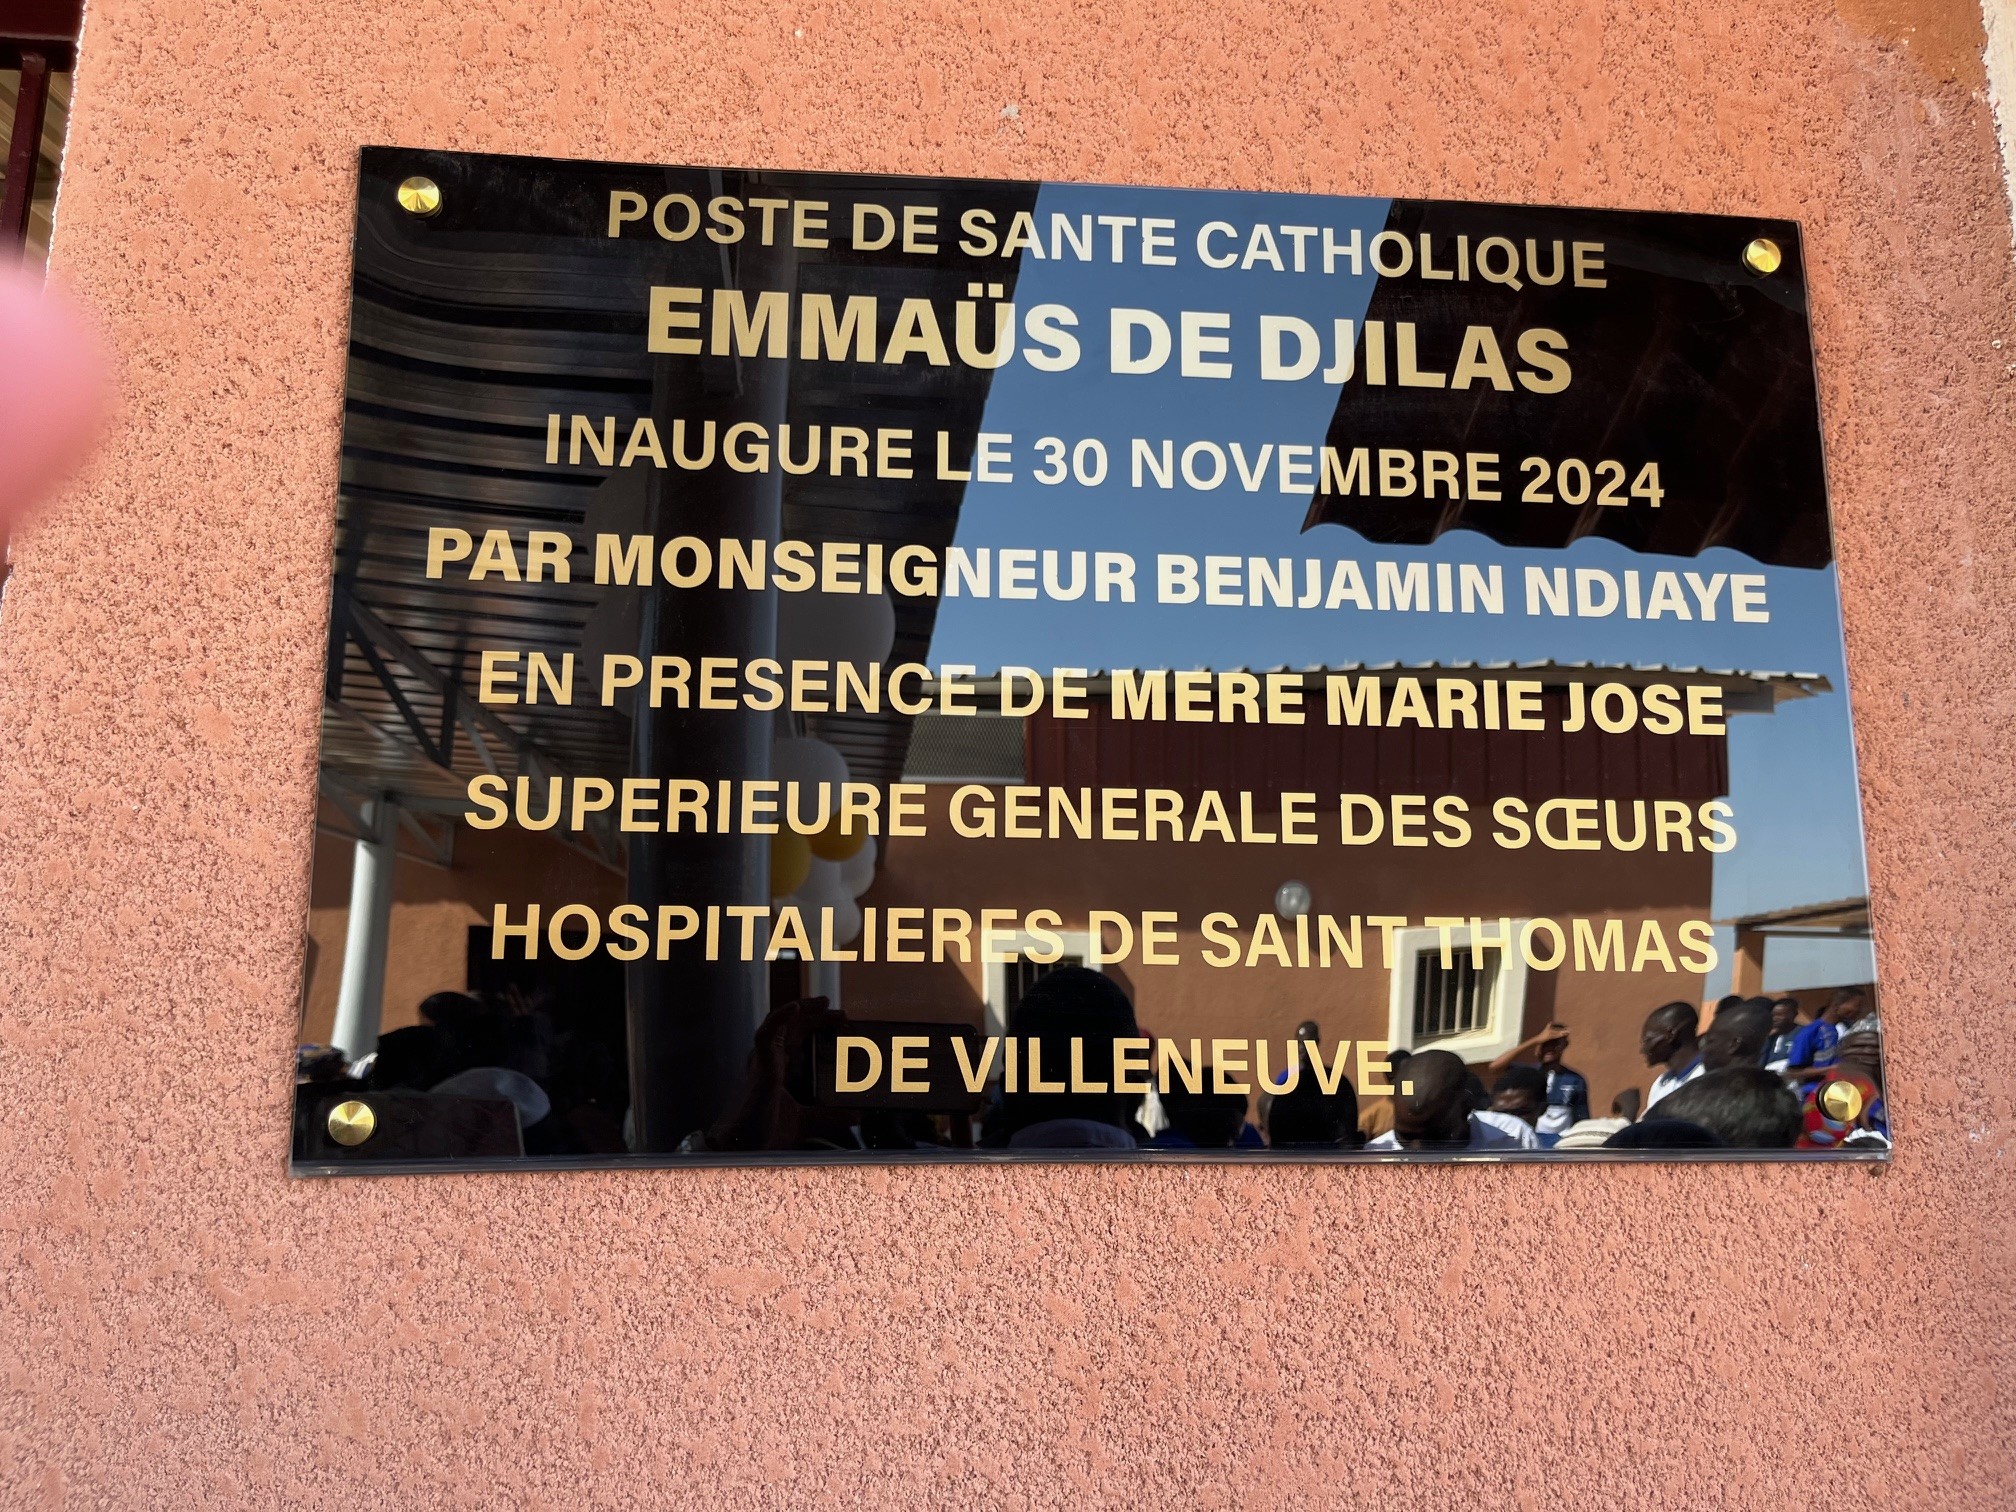 POSTE DE SANTE CATHOLIQUE
EMMAÜS DE DJILAS
INAUGURE LE 30 NOVEMBRE 2024
PAR MONSEIGNEUR BENJAMIN NDIAYE
EN PRESENCE DE MERE MARIE JOSE
SUPERIEURE GENERALE DES SŒURS
HOSPITALIERES DE SAINT THOMAS
DE VILLENEUVE.